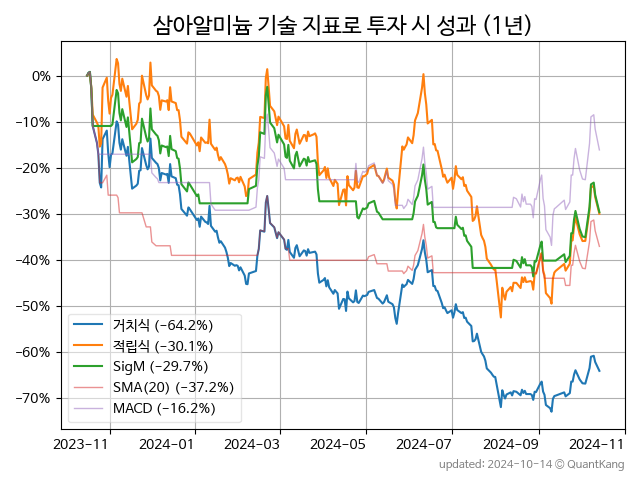 삼아알미늄 기술 지표로 투자 시 성과 (1년)
0%
−10%
−20%
−30%
−40%
−50%
−60%
−70%
거치식 (−64.2%)
적립식 (−30.1%)
SigM (−29.7%)
SMA(20) (−37.2%)
MACD (−16.2%)
2023-11 2024-01 2024-03 2024-05 2024-07 2024-09 2024-11
updated: 2024-10-14 © QuantKang